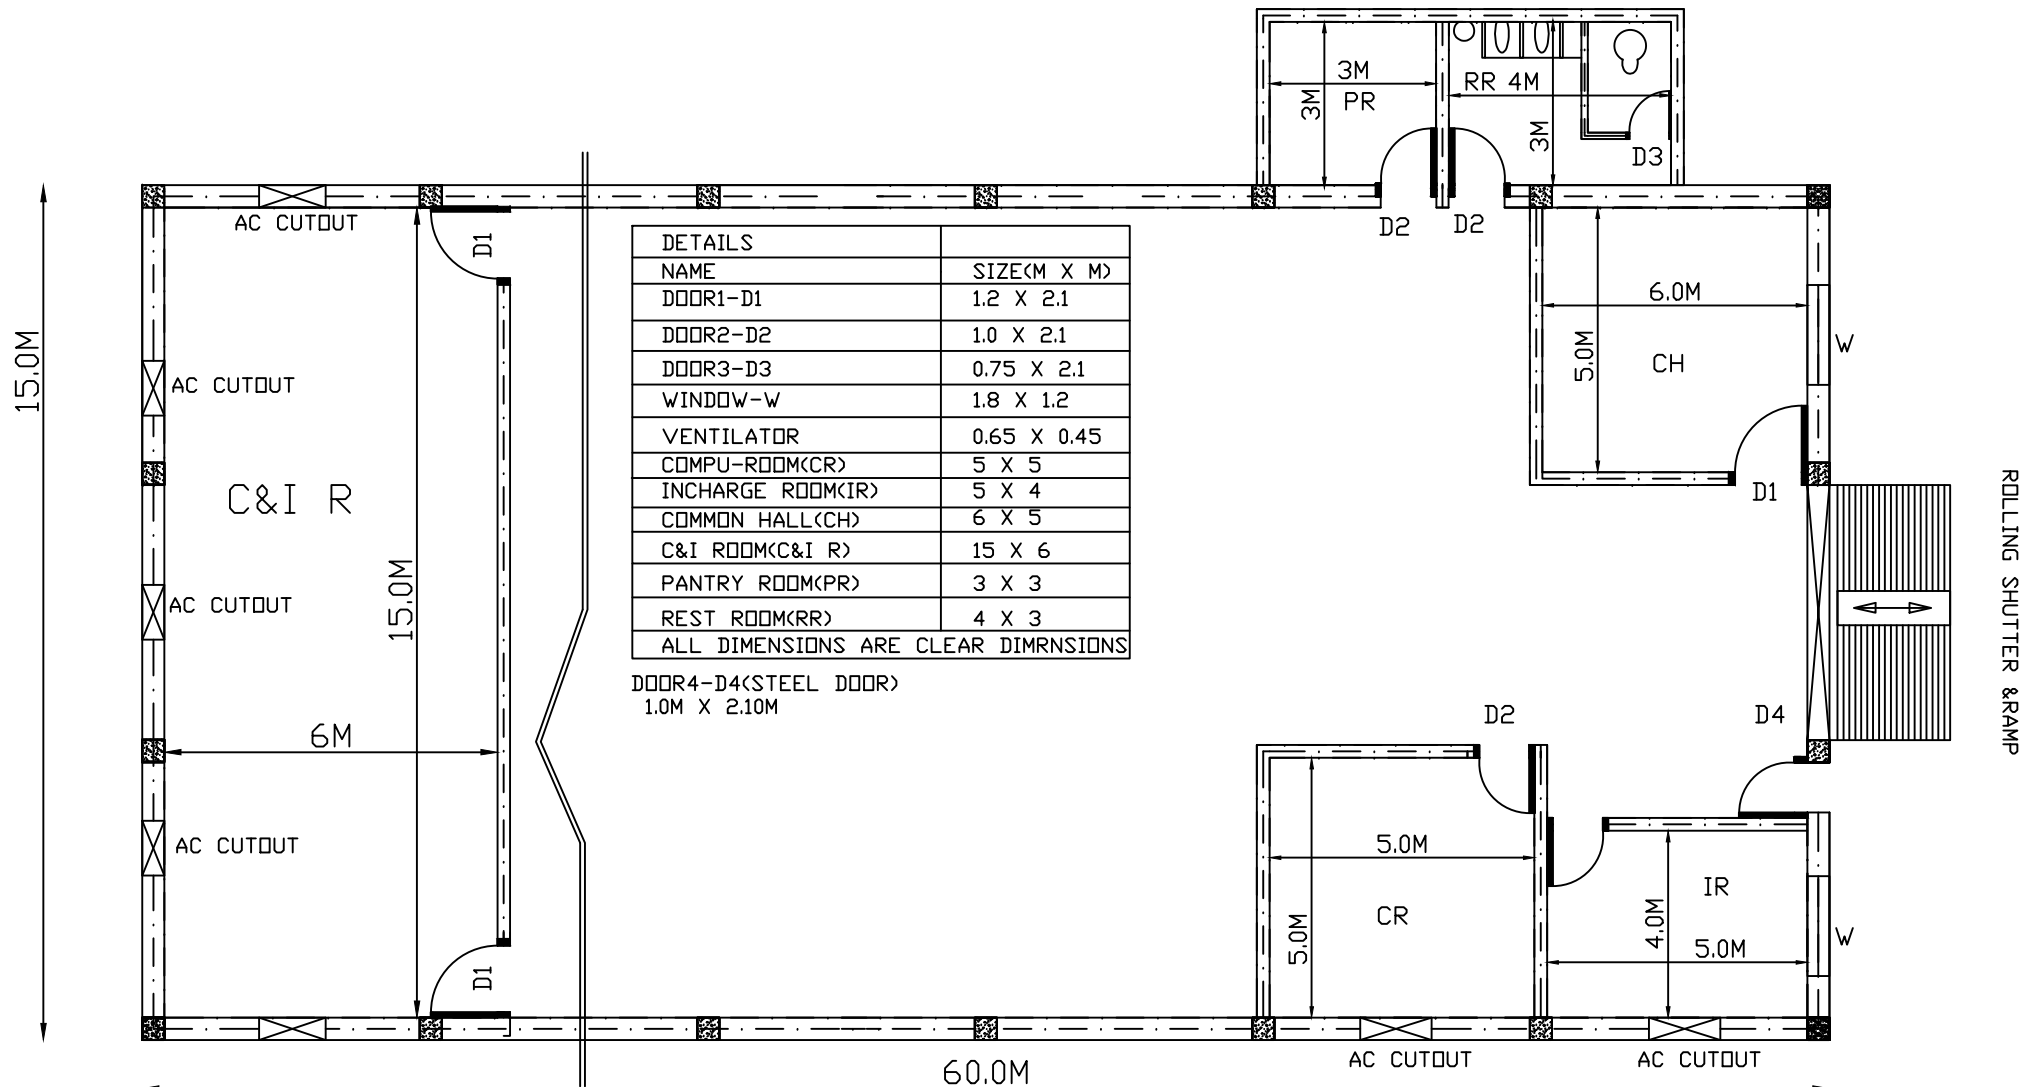 3M
PR
3M
RR 4M
3M
D3
AC CUTOUT
D1
D2
D2
15.0M
DETAILS
NAME SIZE(M X M)
DOOR1-D1 1.2 X 2.1
DOOR2-D2 1.0 X 2.1
DOOR3-D3 0.75 X 2.1
WINDOW-W 1.8 X 1.2
VENTILATOR 0.65 X 0.45
COMPU-ROOM(CR) 5 X 5
INCHARGE ROOM(IR) 5 X 4
COMMON HALL(CH) 6 X 5
C&I ROOM(C&I R) 15 X 6
PANTRY ROOM(PR) 3 X 3
REST ROOM(RR) 4 X 3
ALL DIMENSIONS ARE CLEAR DIMRNSIONS
DOOR4-D4(STEEL DOOR)
1.0M X 2.10M
6.0M
5.0M
CH
W
D1
AC CUTOUT
C&I R
AC CUTOUT
15.0M
6M
AC CUTOUT
D1
ROLLING SHUTTER &RAMP
D2
D4
5.0M
CR
5.0M
IR
4.0M
5.0M
W
AC CUTOUT
AC CUTOUT
60.0M